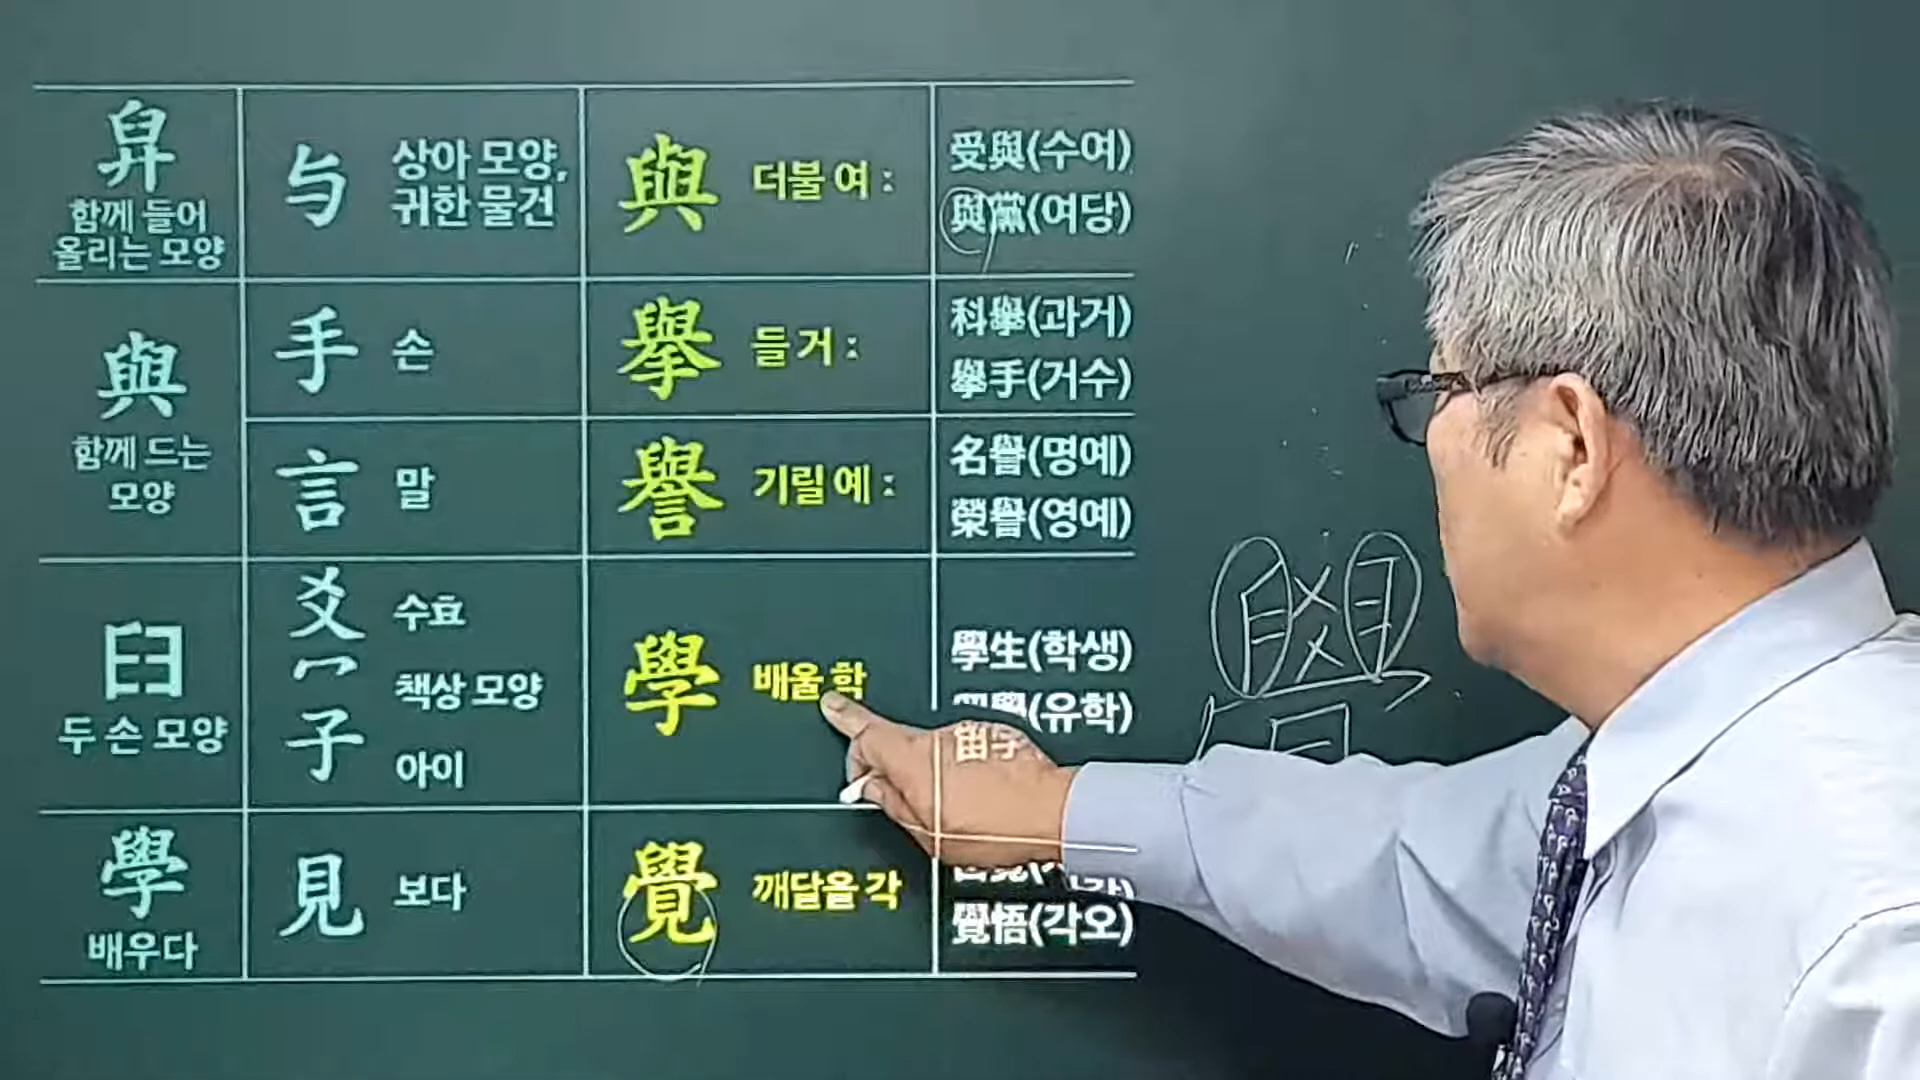 舁
함께 들어
올리는 모양
与
상아 모양,
귀한 물건
與
더불 여 :
受與(수여)
與黨(여당)
與
함께 드는
모양
手
손
擧
들 거 :
科擧(과거)
擧手(거수)
言
말
譽
기릴 예 :
名譽(명예)
榮譽(영예)
臼
두 손 모양
爻
수효
冖
책상 모양
子
아이
學
배울 학
學生(학생)
留學(유학)
學
배우다
見
보다
覺
깨달을 각
覺悟(각오)